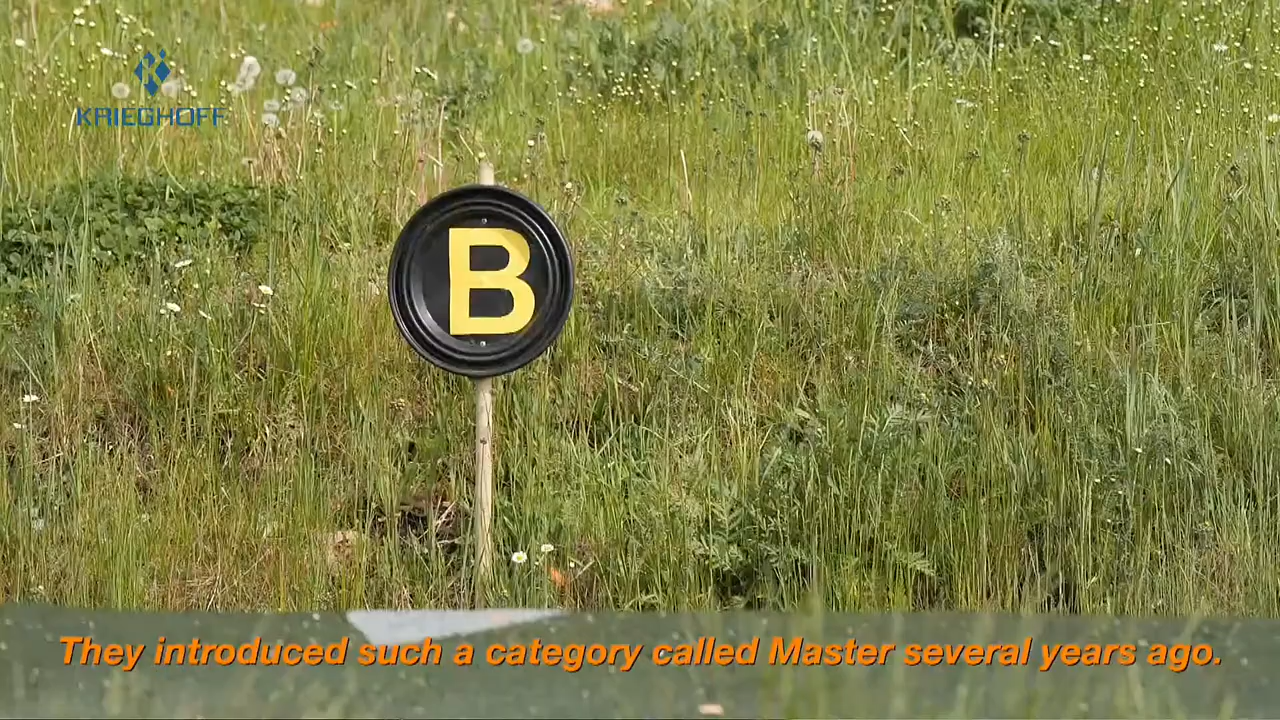 KRIEGHOFF
B
They introduced such a category called Master several years ago.